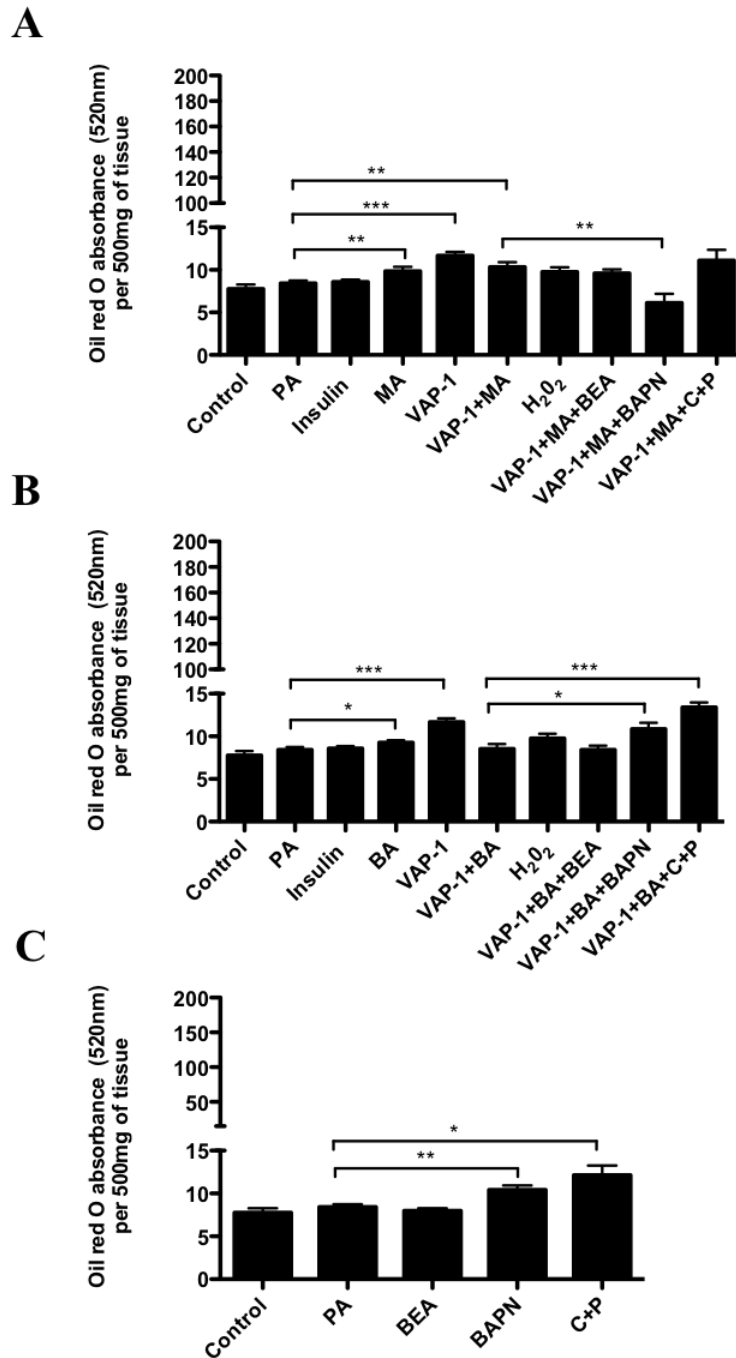 A
Oil red O absorbance (520nm)
per 500mg of tissue
200
180
160
140
120
100
15
10
5
0
**
***
**
**
Control
PA
Insulin
MA
VAP-1
VAP-1+MA
H₂0₂
VAP-1+MA+BEA
VAP-1+MA+BAPN
VAP-1+MA+C+P
B
Oil red O absorbance (520nm)
per 500mg of tissue
200
180
160
140
120
100
15
10
5
0
***
*
***
*
Control
PA
Insulin
BA
VAP-1
VAP-1+BA
H₂0₂
VAP-1+BA+BEA
VAP-1+BA+BAPN
VAP-1+BA+C+P
C
Oil red O absorbance (520nm)
per 500mg of tissue
200
150
100
50
15
10
5
0
*
**
Control
PA
BEA
BAPN
C+P